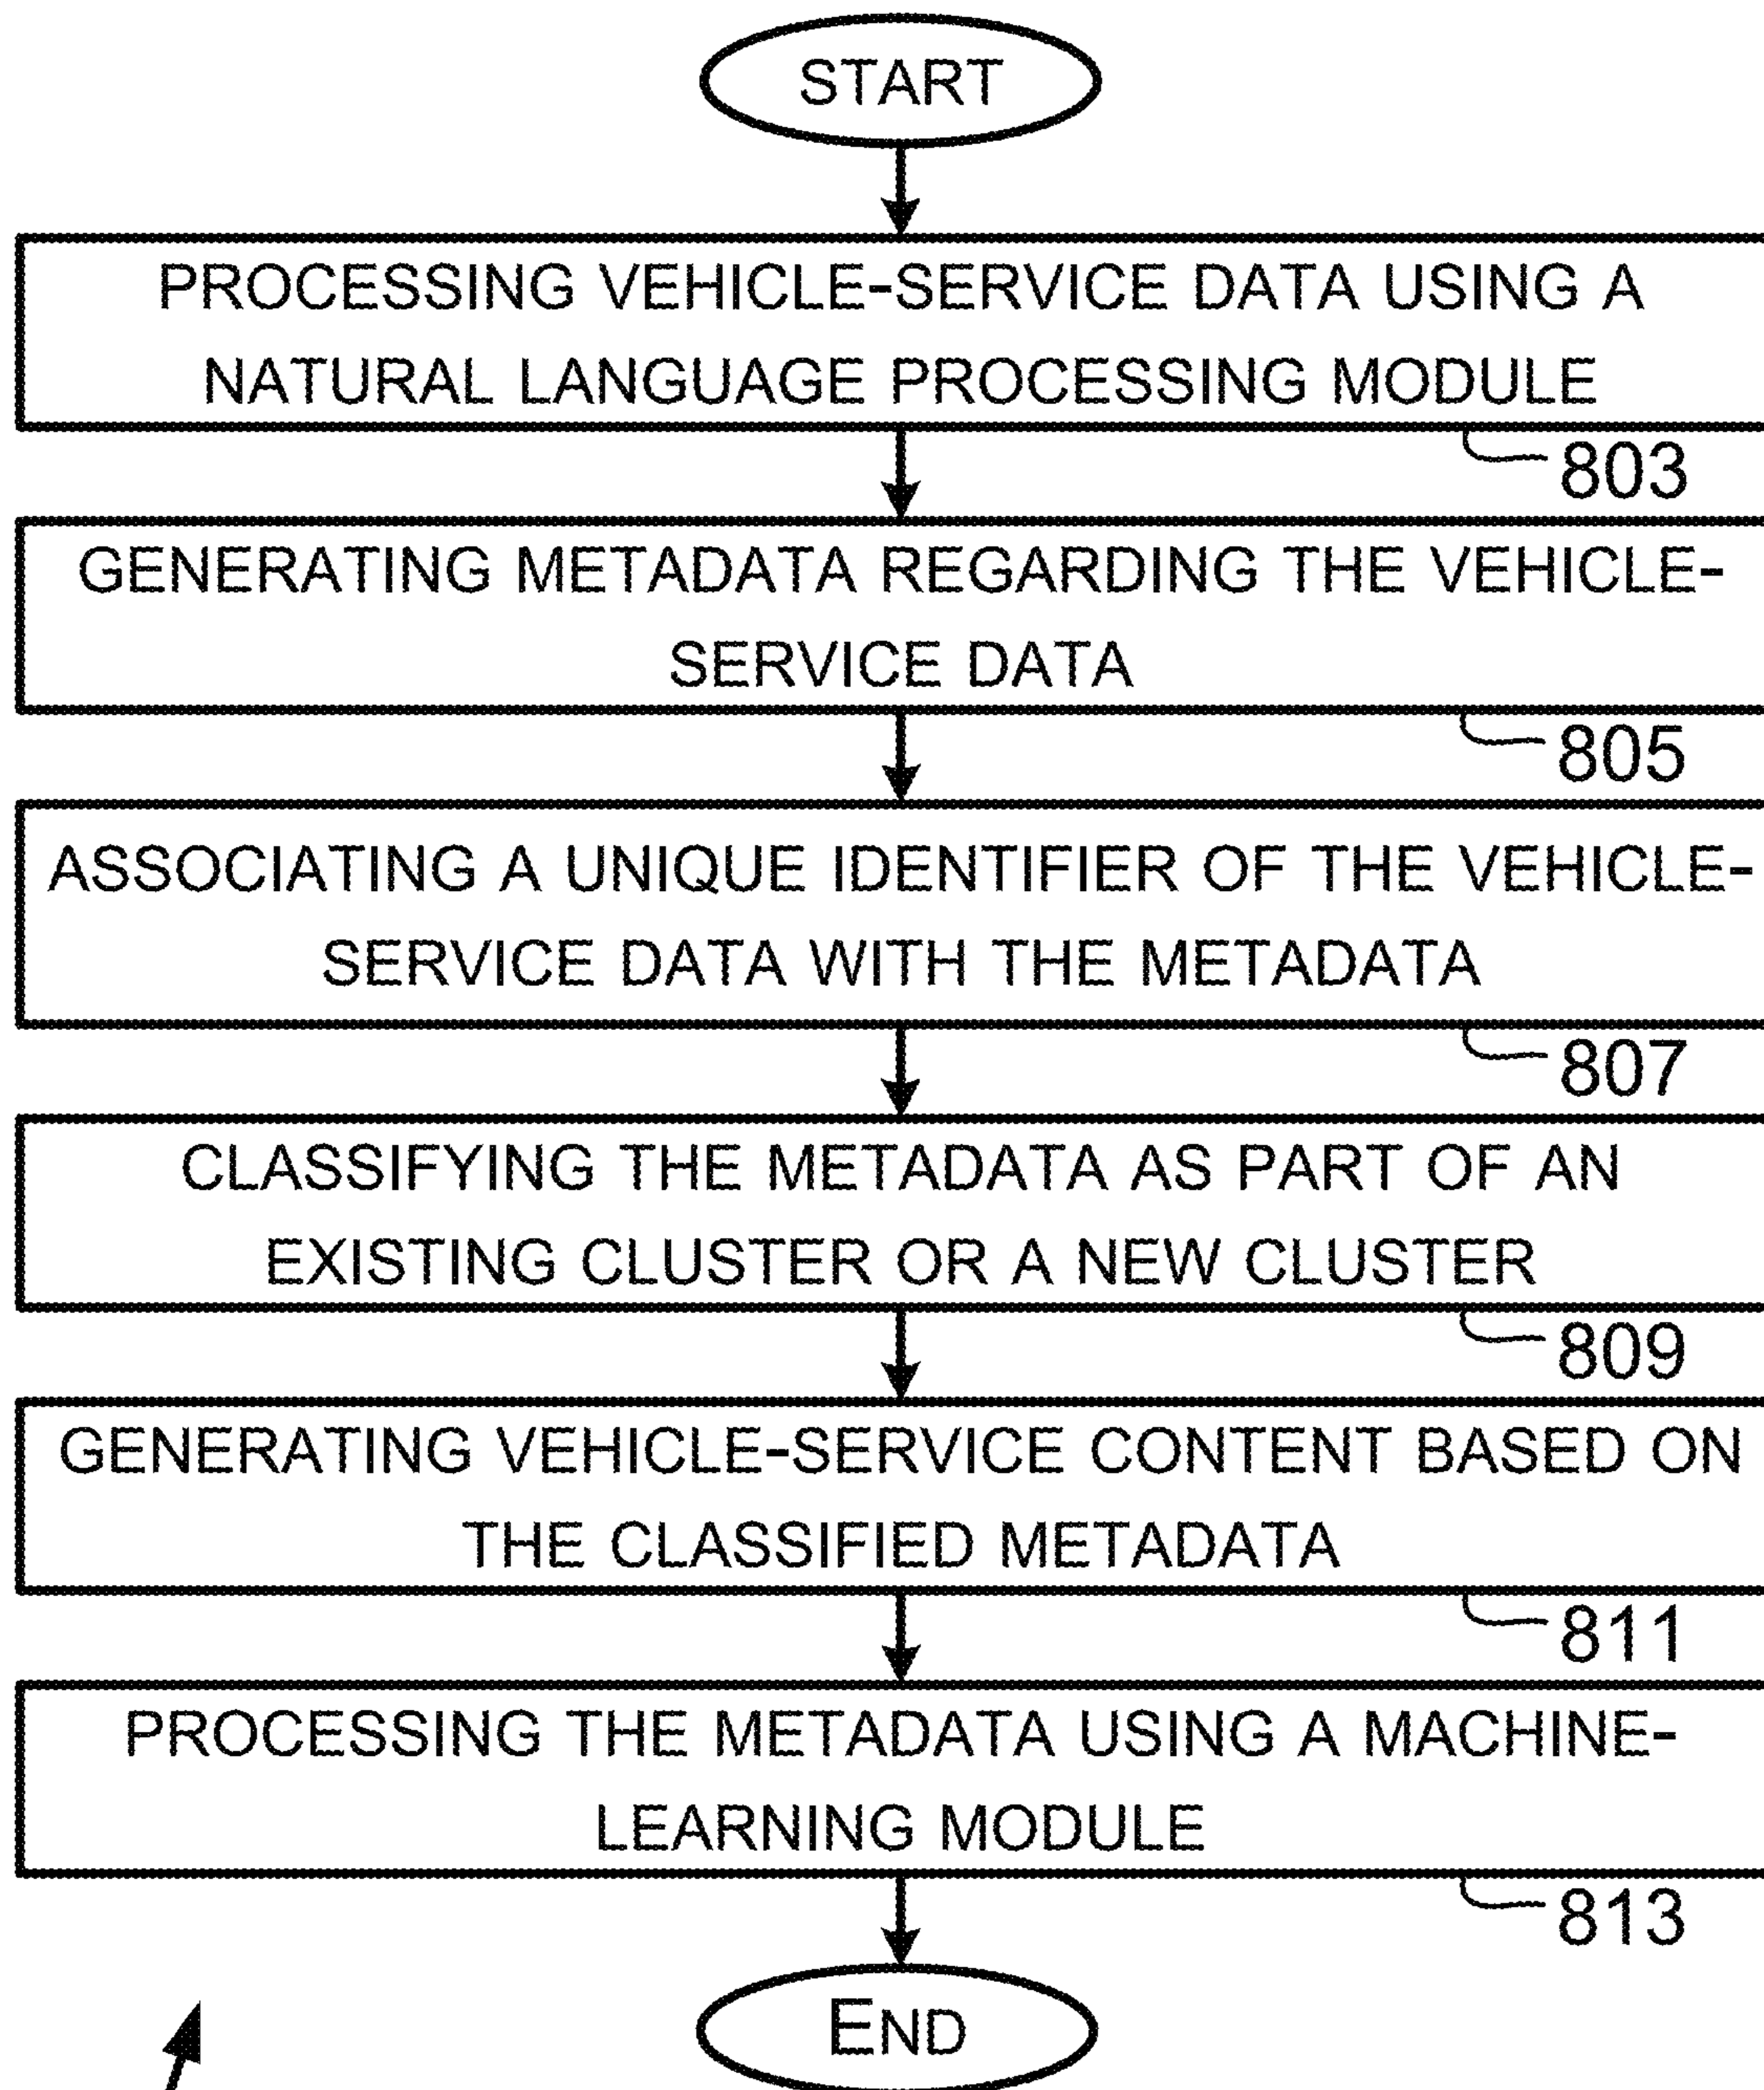 START
PROCESSING VEHICLE-SERVICE DATA USING A
NATURAL LANGUAGE PROCESSING MODULE
803
GENERATING METADATA REGARDING THE VEHICLE-
SERVICE DATA
805
ASSOCIATING A UNIQUE IDENTIFIER OF THE VEHICLE-
SERVICE DATA WITH THE METADATA
807
CLASSIFYING THE METADATA AS PART OF AN
EXISTING CLUSTER OR A NEW CLUSTER
809
GENERATING VEHICLE-SERVICE CONTENT BASED ON
THE CLASSIFIED METADATA
811
PROCESSING THE METADATA USING A MACHINE-
LEARNING MODULE
813
END